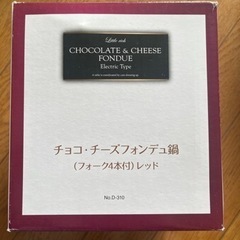 CHOCOLATE & CHEESE
FONDUE
Electric Type
チョコ・チーズフォンデュ鍋
(フォーク4本付)レッド
No.D-310